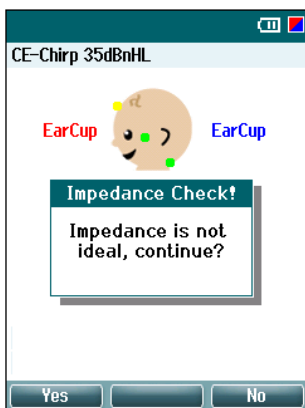 CE-Chirp 35dBnHL
EarCup EarCup
Impedance Check!
Impedance is not
ideal, continue?
Yes No